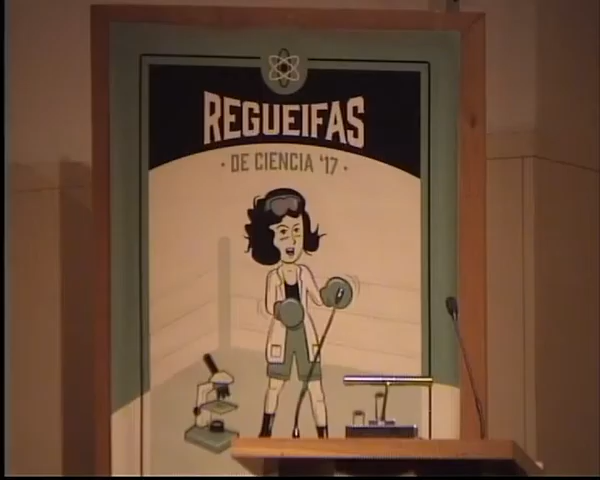 REGUEIFAS
· DE CIENCIA '17 ·